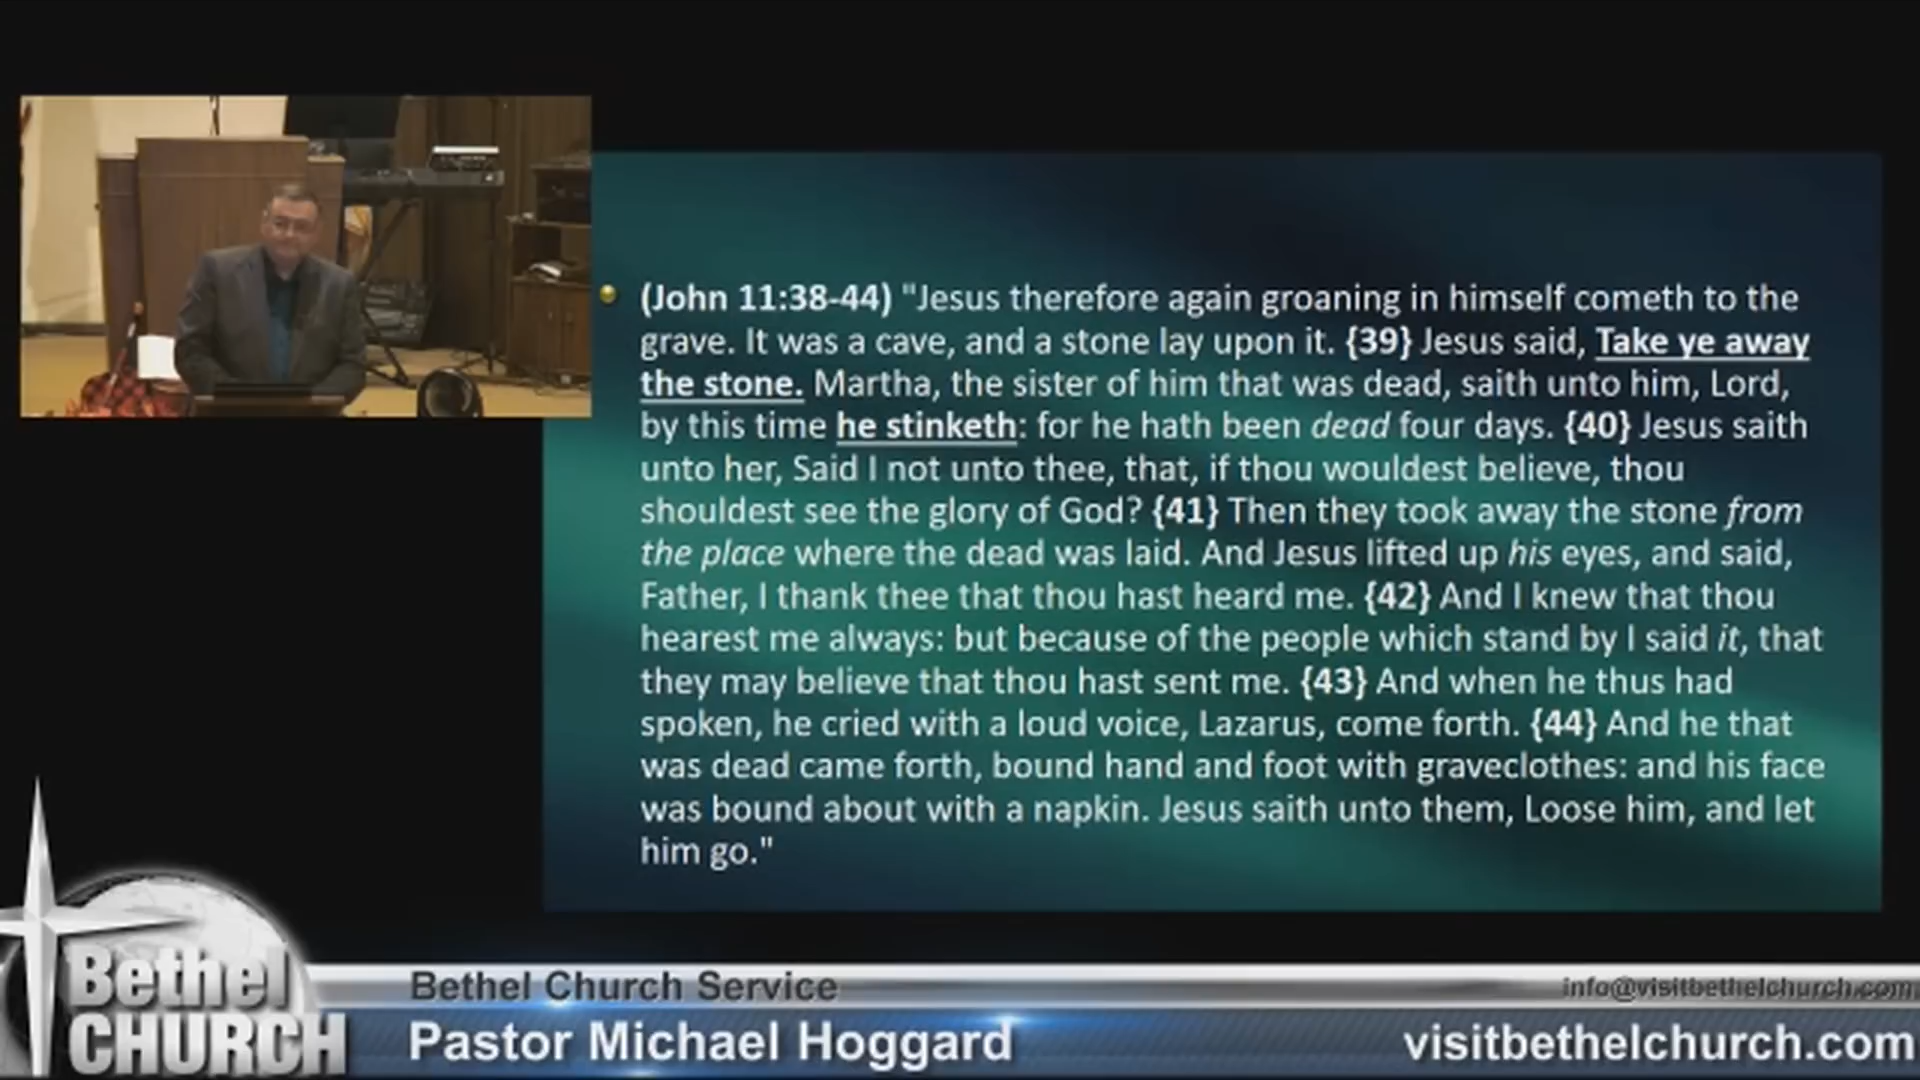 (John 11:38-44) "Jesus therefore again groaning in himself cometh to the
grave. It was a cave, and a stone lay upon it. {39} Jesus said, Take ye away
the stone. Martha, the sister of him that was dead, saith unto him, Lord,
by this time he stinketh: for he hath been dead four days. {40} Jesus saith
unto her, Said I not unto thee, that, if thou wouldest believe, thou
shouldest see the glory of God? {41} Then they took away the stone from
the place where the dead was laid. And Jesus lifted up his eyes, and said,
Father, I thank thee that thou hast heard me. {42} And I knew that thou
hearest me always: but because of the people which stand by I said it, that
they may believe that thou hast sent me. {43} And when he thus had
spoken, he cried with a loud voice, Lazarus, come forth. {44} And he that
was dead came forth, bound hand and foot with graveclothes: and his face
was bound about with a napkin. Jesus saith unto them, Loose him, and let
him go."
Bethel
CHURCH
Bethel Church Service
info@visitbethelchurch.com
Pastor Michael Hoggard
visitbethelchurch.com